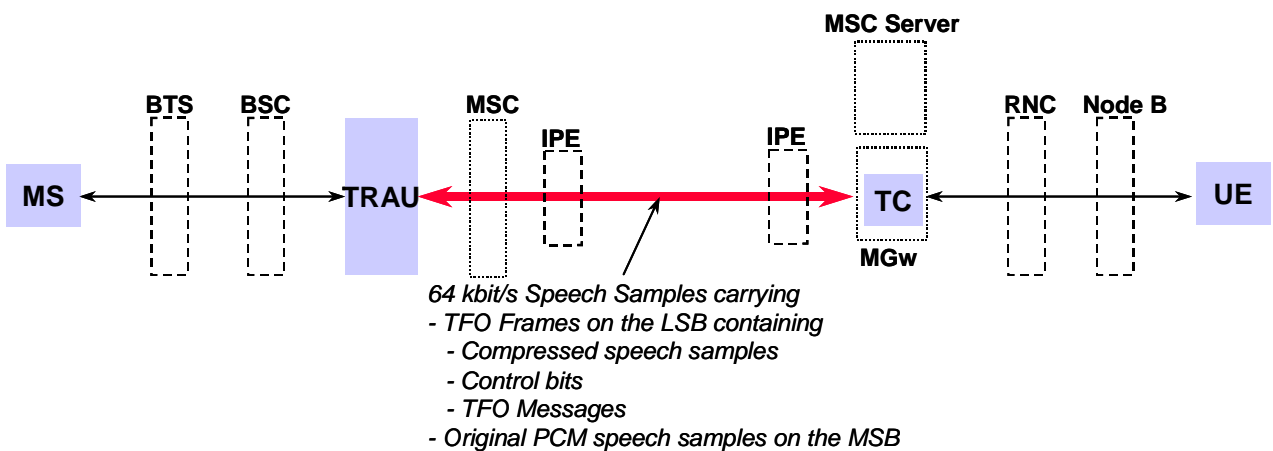 MSC Server
BTS
BSC
MSC
IPE
IPE
RNC
Node B
MS
TRAU
TC
UE
MGw
64 kbit/s Speech Samples carrying
- TFO Frames on the LSB containing
- Compressed speech samples
- Control bits
- TFO Messages
- Original PCM speech samples on the MSB